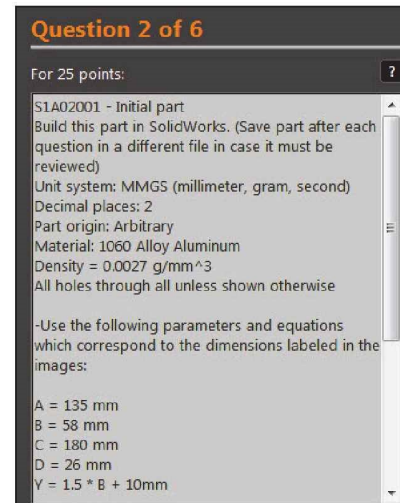 Question 2 of 6
For 25 points:
?
S1A02001 - Initial part
Build this part in SolidWorks. (Save part after each
question in a different file in case it must be
reviewed)
Unit system: MMGS (millimeter, gram, second)
Decimal places: 2
Part origin: Arbitrary
Material: 1060 Alloy Aluminum
Density = 0.0027 g/mm^3
All holes through all unless shown otherwise
-Use the following parameters and equations
which correspond to the dimensions labeled in the
images:
A = 135 mm
B = 58 mm
C = 180 mm
D = 26 mm
Y = 1.5 * B + 10mm